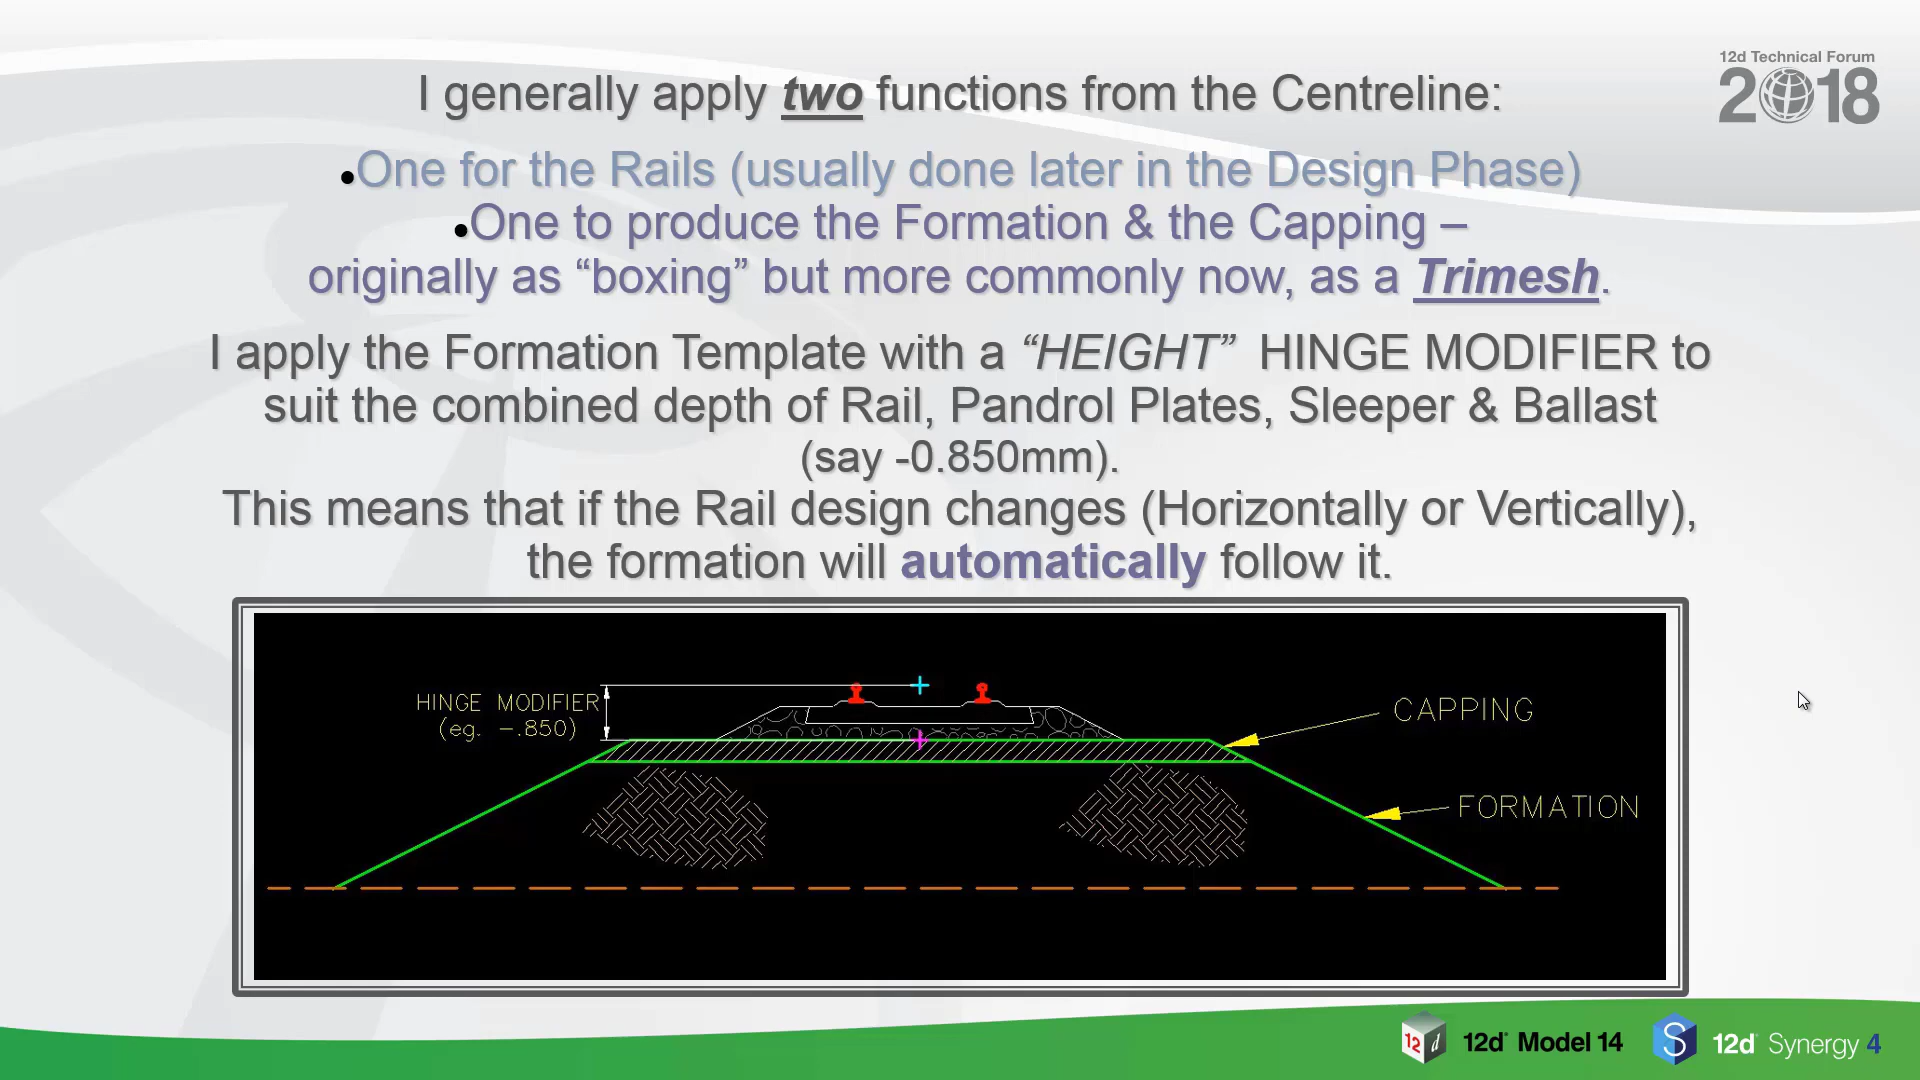 12d Technical Forum
2018
I generally apply two functions from the Centreline:
•One for the Rails (usually done later in the Design Phase)
•One to produce the Formation & the Capping –
originally as “boxing” but more commonly now, as a Trimesh.
I apply the Formation Template with a “HEIGHT” HINGE MODIFIER to
suit the combined depth of Rail, Pandrol Plates, Sleeper & Ballast
(say -0.850mm).
This means that if the Rail design changes (Horizontally or Vertically),
the formation will automatically follow it.
HINGE MODIFIER
(eg. -.850)
CAPPING
FORMATION
12 d 12d Model 14
S 12d Synergy 4